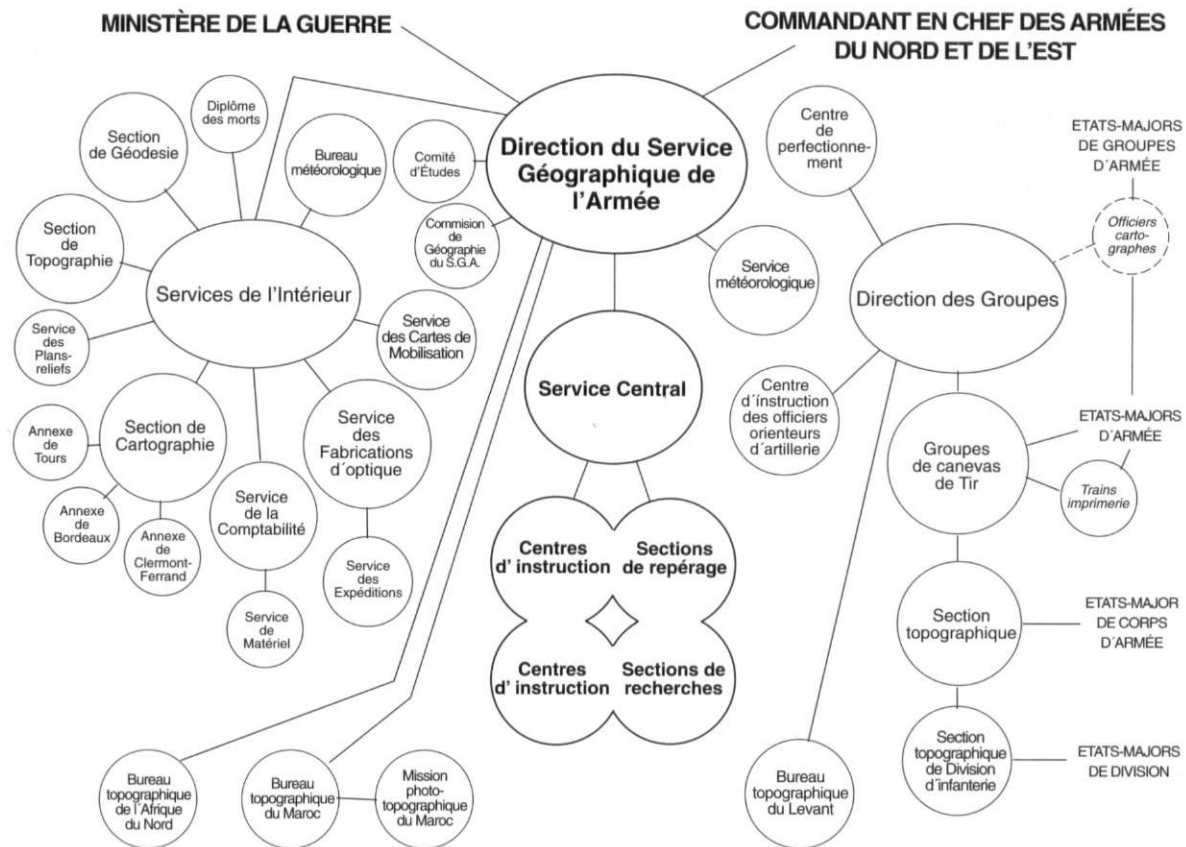 MINISTÈRE DE LA GUERRE
COMMANDANT EN CHEF DES ARMÉES
DU NORD ET DE L'EST
Direction du Service
Géographique de
l'Armée
Comité
d'Études
Commision
de
Géographie
du S.G.A.
Service
météorologique
Diplôme
des morts
Section
de Géodesie
Bureau
météorologique
Section
de
Topographie
Services de l'Intérieur
Service
des
Plans-
reliefs
Service
des Cartes de
Mobilisation
Section de
Cartographie
Annexe
de
Tours
Annexe
de
Bordeaux
Annexe
de
Clermont-
Ferrand
Service
de la
Comptabilité
Service
de
Matériel
Service
des
Fabrications
d´optique
Service
des
Expéditions
Service Central
Centres
d' instruction
Sections
de repérage
Centres
d' instruction
Sections de
recherches
Centre
de
perfectionne-
ment
Direction des Groupes
Centre
d´ínstruction
des officiers
orienteurs
d´artillerie
ETATS-MAJORS
DE GROUPES
D´ARMÉE
Officiers
carto-
graphes
Groupes
de canevas
de Tir
ETATS-MAJORS
D´ARMÉE
Trains
imprimerie
Section
topographique
ETATS-MAJOR
DE CORPS
D´ARMÉE
Section
topographique
de Division
d´infanterie
ETATS-MAJORS
DE DIVISION
Bureau
topographique
de l´Afrique
du Nord
Bureau
topographique
du Maroc
Mission
photo-
topographique
du Maroc
Bureau
topographique
du Levant